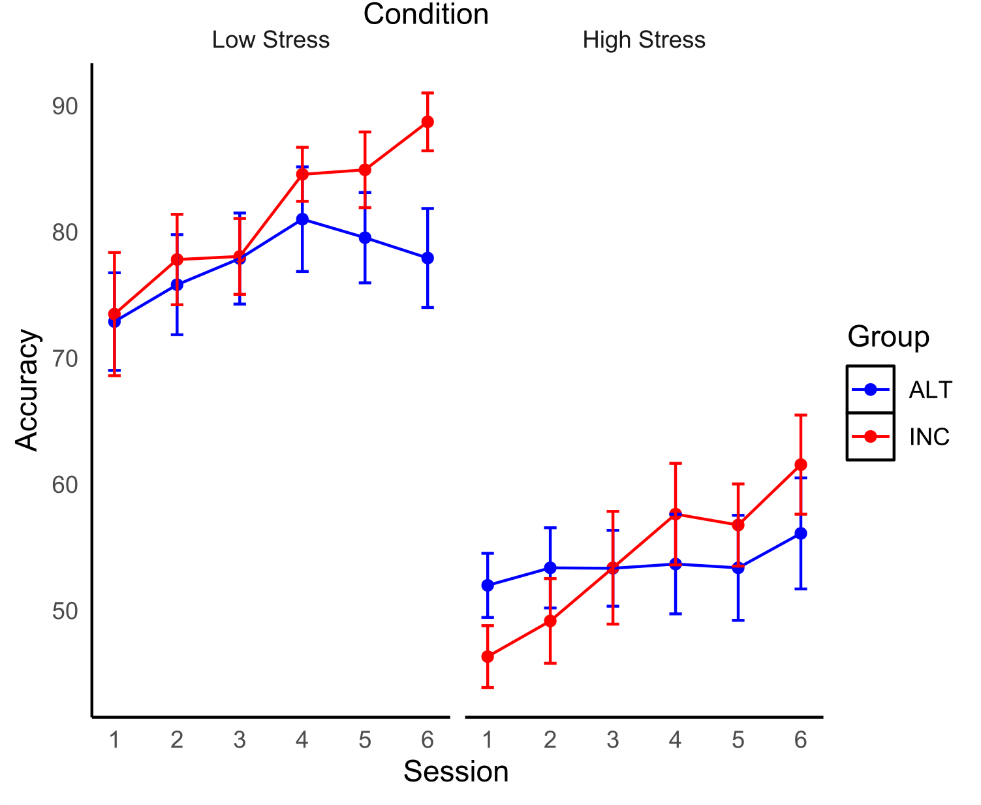 Condition
Low Stress
High Stress
90
80
70
60
50
Accuracy
1 2 3 4 5 6
1 2 3 4 5 6
Session
Group
ALT
INC